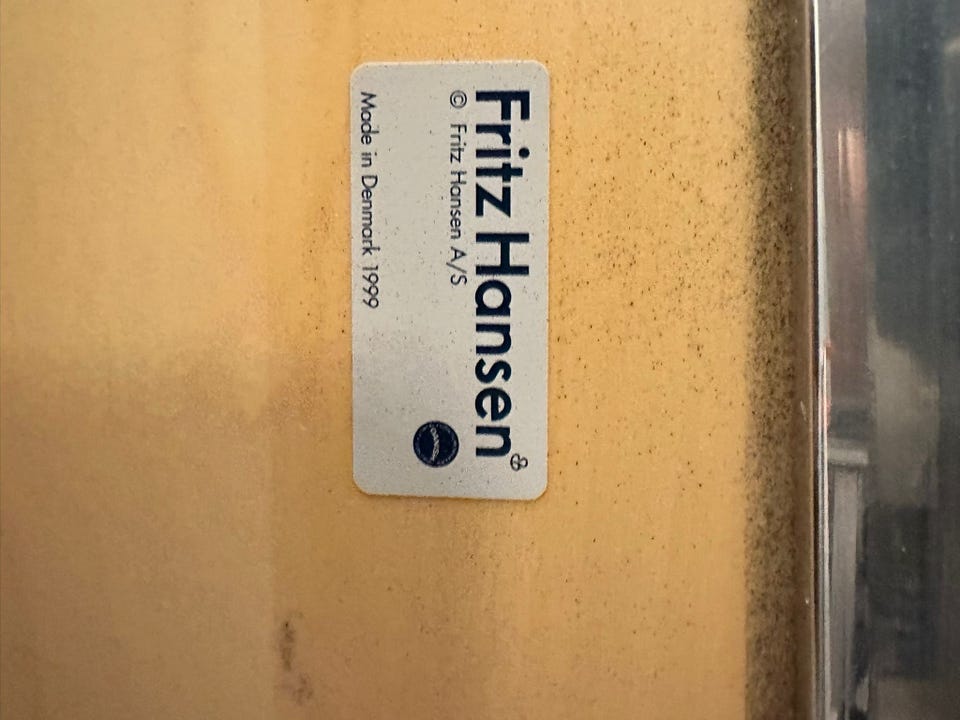 Fritz Hansen
© Fritz Hansen A/S
Made in Denmark 1999